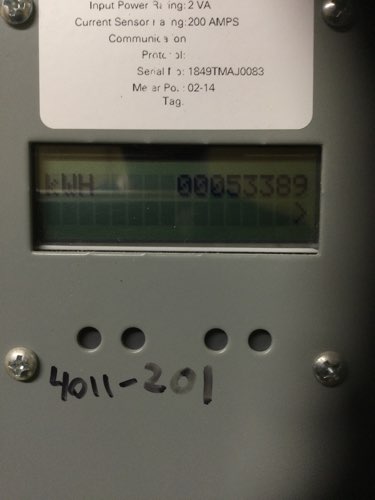 Input Power Rating: 2 VA
Current Sensor rating: 200 AMPS
Communication
Protocol:
Serial No: 1849TMAJ0083
Meter Pos.: 02-14
Tag:
kWH 00053389
>
4011-201